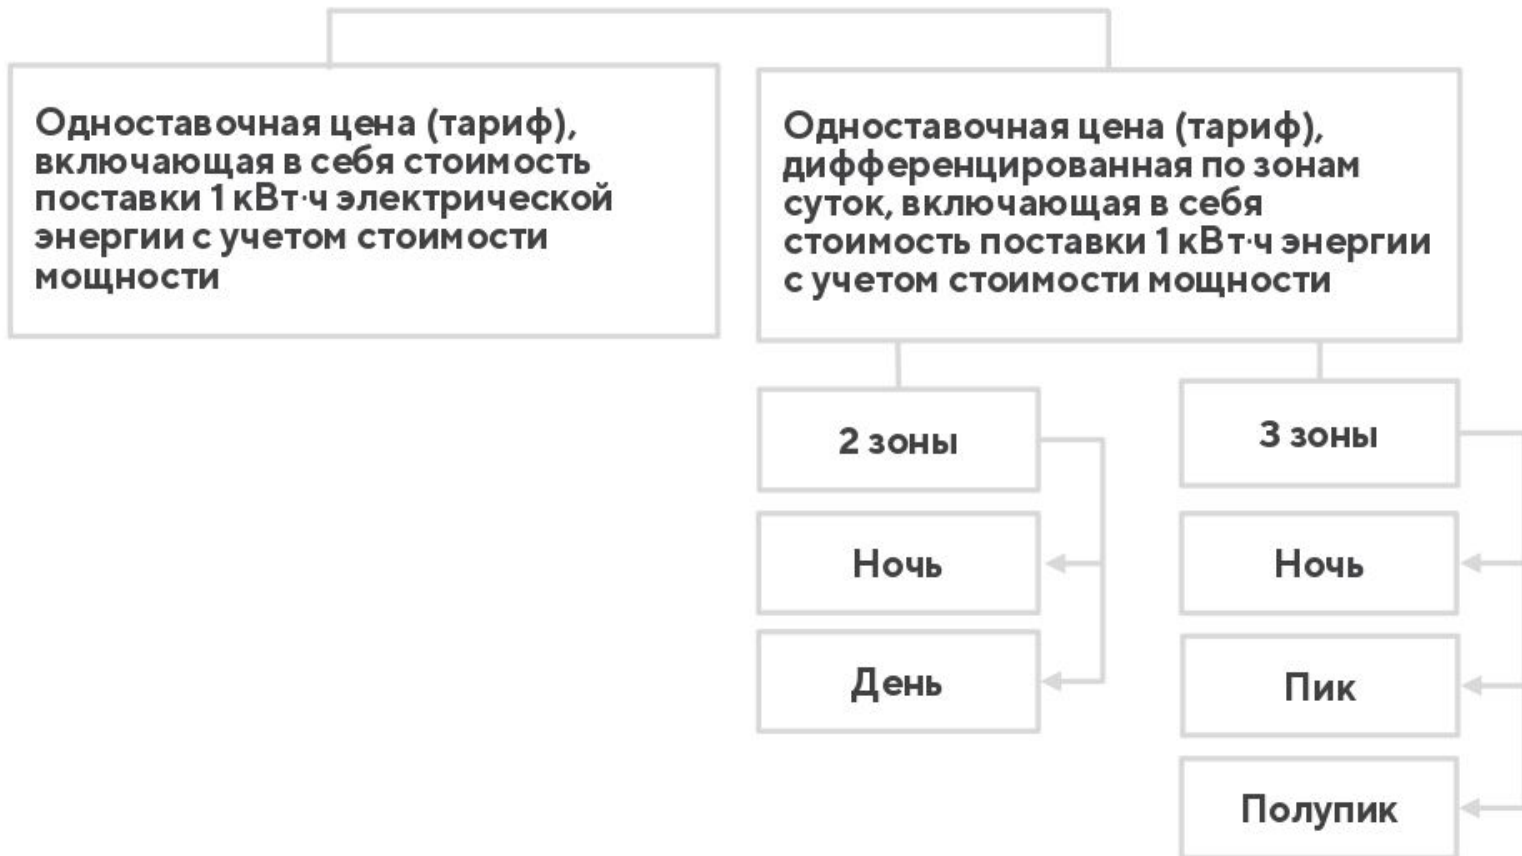 Одноставочная цена (тариф),
включающая в себя стоимость
поставки 1 кВт·ч электрической
энергии с учетом стоимости
мощности
Одноставочная цена (тариф),
дифференцированная по зонам
суток, включающая в себя
стоимость поставки 1 кВт·ч энергии
с учетом стоимости мощности
2 зоны
Ночь
День
3 зоны
Ночь
Пик
Полупик